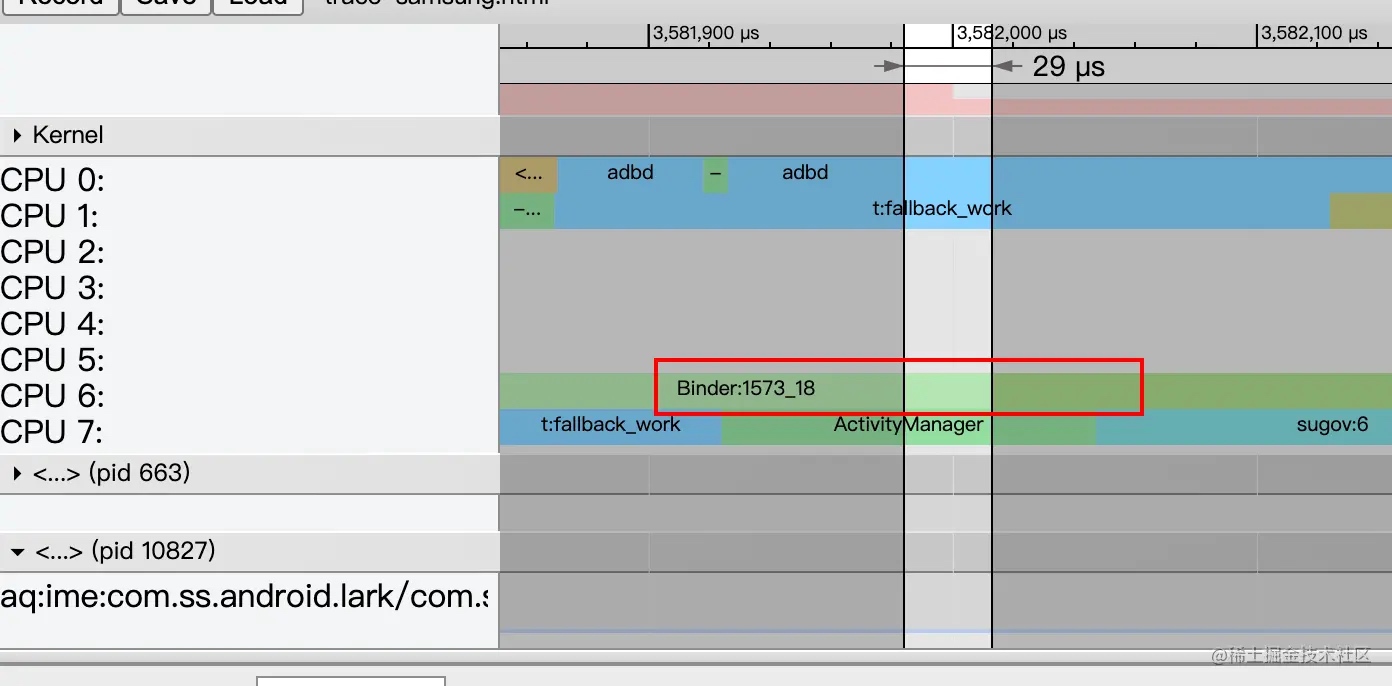 Record Save Load trace-samsung.html
3,581,900 µs 3,582,000 µs 3,582,100 µs
29 µs
Kernel
CPU 0: <... adbd – adbd
CPU 1: –... t:fallback_work
CPU 2:
CPU 3:
CPU 4:
CPU 5:
CPU 6: Binder:1573_18
CPU 7: t:fallback_work ActivityManager sugov:6
<...> (pid 663)
<...> (pid 10827)
aq:ime:com.ss.android.lark/com.s
@稀土掘金技术社区